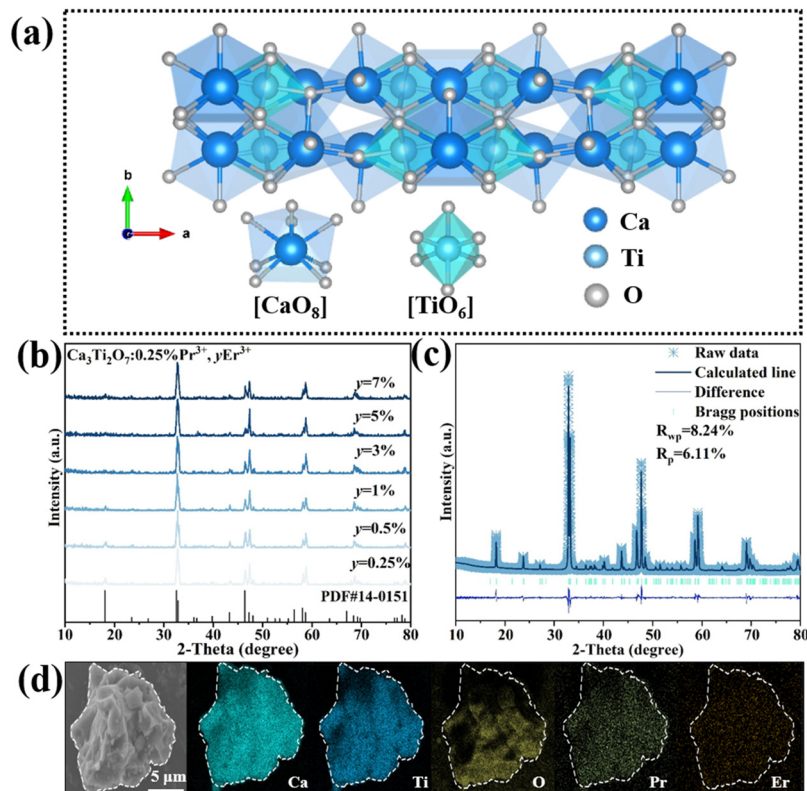 (a)
b
a
[CaO₈]
[TiO₆]
Ca
Ti
O
(b)
Ca₃Ti₂O₇:0.25%Pr³⁺, yEr³⁺
y=7%
y=5%
y=3%
y=1%
y=0.5%
y=0.25%
PDF#14-0151
Intensity (a.u.)
10 20 30 40 50 60 70 80
2-Theta (degree)
(c)
Raw data
Calculated line
Difference
Bragg positions
R_wp=8.24%
R_p=6.11%
Intensity (a.u.)
10 20 30 40 50 60 70 80
2-Theta (degree)
(d)
5 μm
Ca
Ti
O
Pr
Er